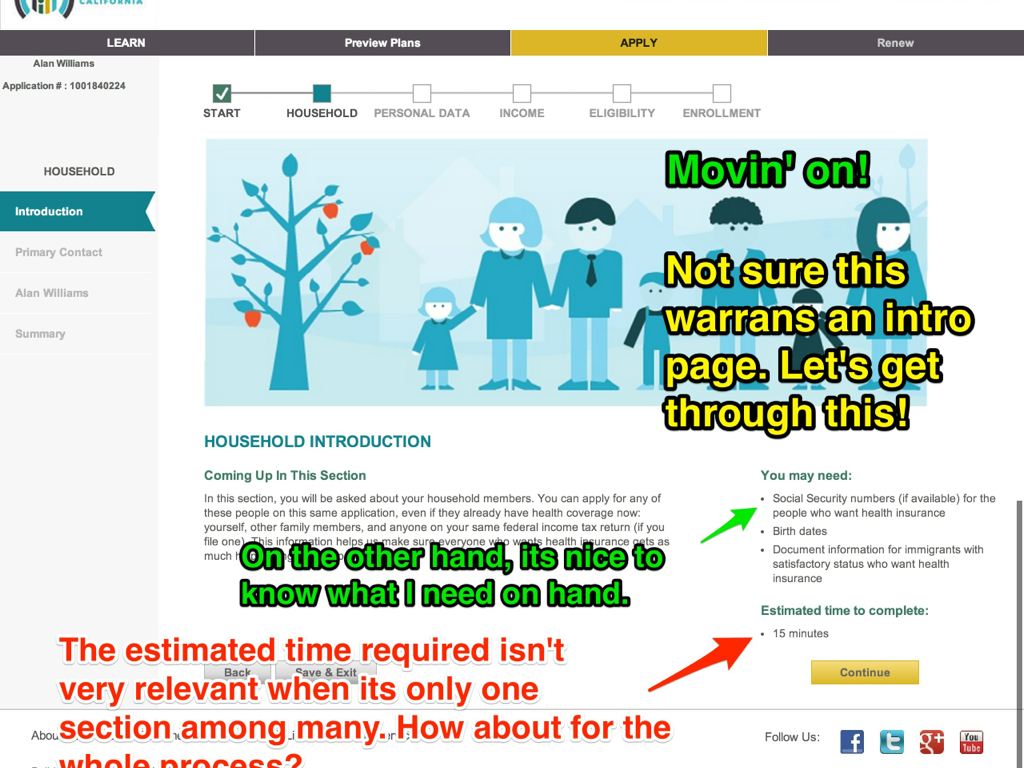 CALIFORNIA
LEARN
Preview Plans
APPLY
Renew
Alan Williams
Application # : 1001840224
START
HOUSEHOLD
PERSONAL DATA
INCOME
ELIGIBILITY
ENROLLMENT
HOUSEHOLD
Introduction
Primary Contact
Alan Williams
Summary
Movin' on!
Not sure this
warrans an intro
page. Let's get
through this!
HOUSEHOLD INTRODUCTION
Coming Up In This Section
In this section, you will be asked about your household members. You can apply for any of
these people on this same application, even if they already have health coverage now:
yourself, other family members, and anyone on your same federal income tax return (if you
file one). This information helps us make sure everyone who wants health insurance gets as
much
On the other hand, its nice to
know what I need on hand.
You may need:
• Social Security numbers (if available) for the
people who want health insurance
• Birth dates
• Document information for immigrants with
satisfactory status who want health
insurance
Estimated time to complete:
• 15 minutes
The estimated time required isn't
very relevant when its only one
section among many. How about for the
whole process?
Back
Save & Exit
Continue
Follow Us:
You
Tube